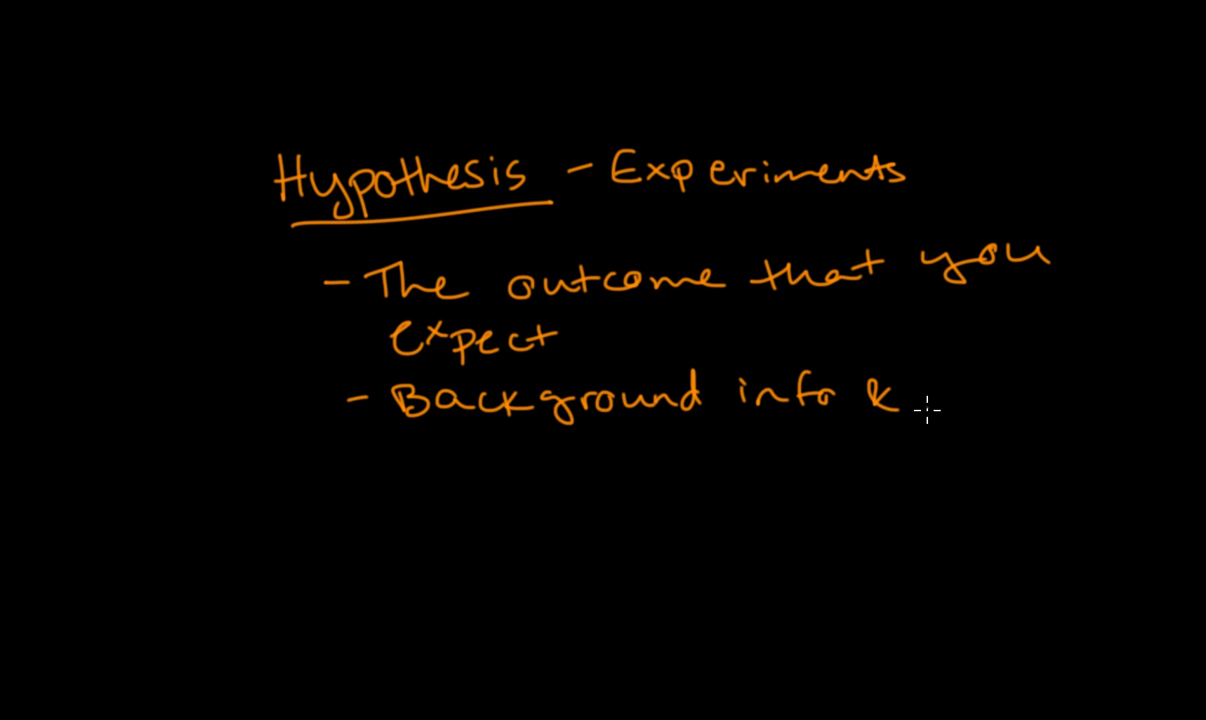 Hypothesis - Experiments
- The outcome that you
expect
- Background info &